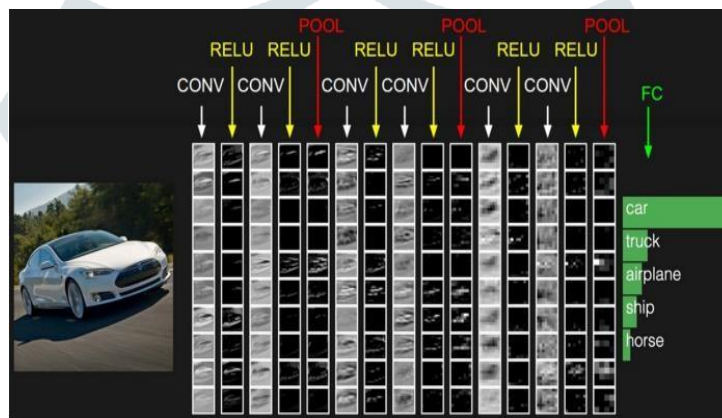 POOL POOL POOL
RELU RELU RELU RELU RELU RELU
CONV CONV CONV CONV CONV CONV
FC
car
truck
airplane
ship
horse